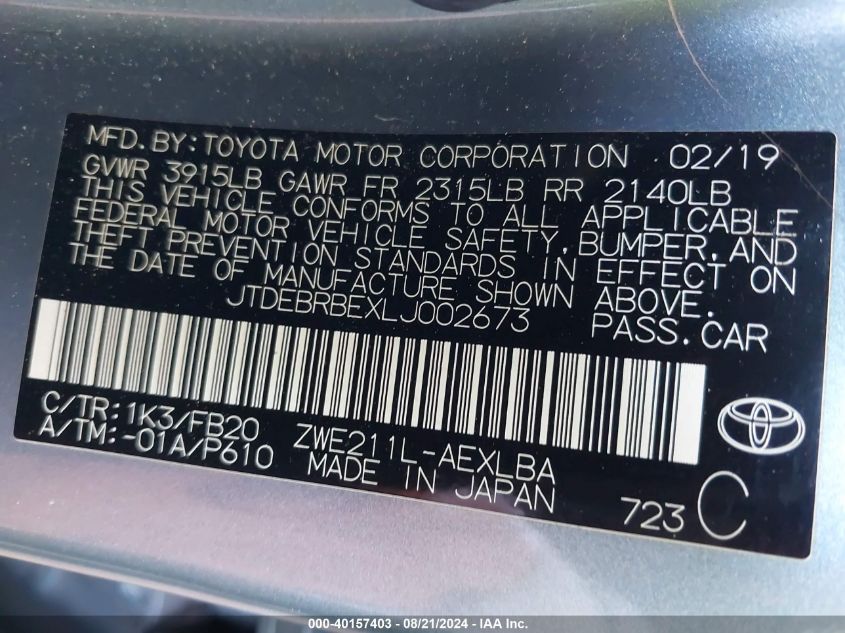 MFD. BY: TOYOTA MOTOR CORPORATION 02/19
GVWR 3915LB GAWR FR 2315LB RR 2140LB
THIS VEHICLE CONFORMS TO ALL APPLICABLE
FEDERAL MOTOR VEHICLE SAFETY, BUMPER, AND
THEFT PREVENTION STANDARDS IN EFFECT ON
THE DATE OF MANUFACTURE SHOWN ABOVE.
JTDEBRBEXLJ002673 PASS. CAR
C/TR: 1K3/FB20 ZWE211L-AEXLBA
A/TM: -01A/P610 MADE IN JAPAN
723 C
000-40157403 - 08/21/2024 - IAA Inc.